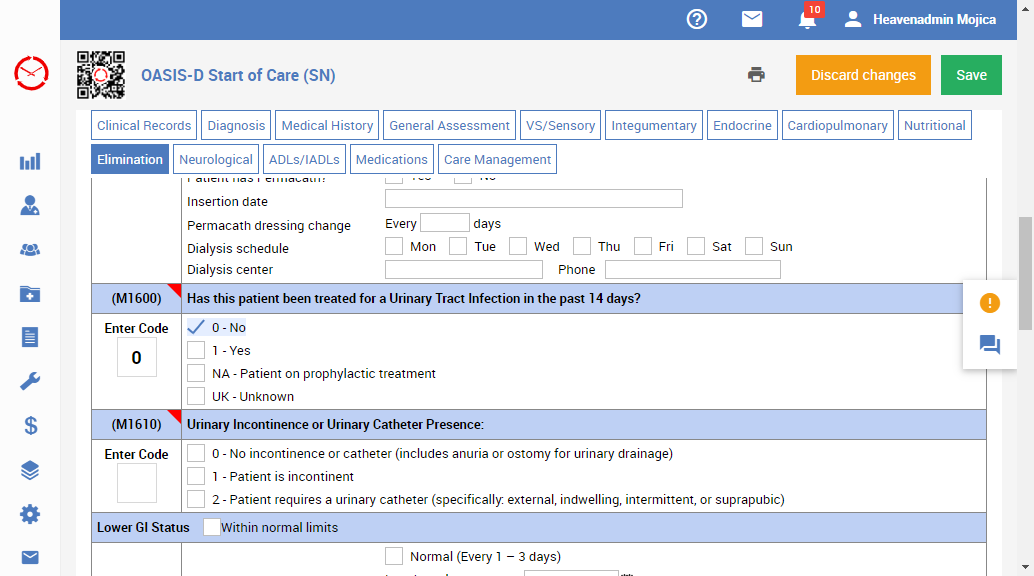 10
Heavenadmin Mojica
OASIS-D Start of Care (SN)
Discard changes
Save
Clinical Records
Diagnosis
Medical History
General Assessment
VS/Sensory
Integumentary
Endocrine
Cardiopulmonary
Nutritional
Elimination
Neurological
ADLs/IADLs
Medications
Care Management
Patient has Permacath? Yes No
Insertion date
Permacath dressing change Every days
Dialysis schedule Mon Tue Wed Thu Fri Sat Sun
Dialysis center Phone
(M1600) Has this patient been treated for a Urinary Tract Infection in the past 14 days?
Enter Code
0
0 - No
1 - Yes
NA - Patient on prophylactic treatment
UK - Unknown
(M1610) Urinary Incontinence or Urinary Catheter Presence:
Enter Code
0 - No incontinence or catheter (includes anuria or ostomy for urinary drainage)
1 - Patient is incontinent
2 - Patient requires a urinary catheter (specifically: external, indwelling, intermittent, or suprapubic)
Lower GI Status Within normal limits
Normal (Every 1 – 3 days)